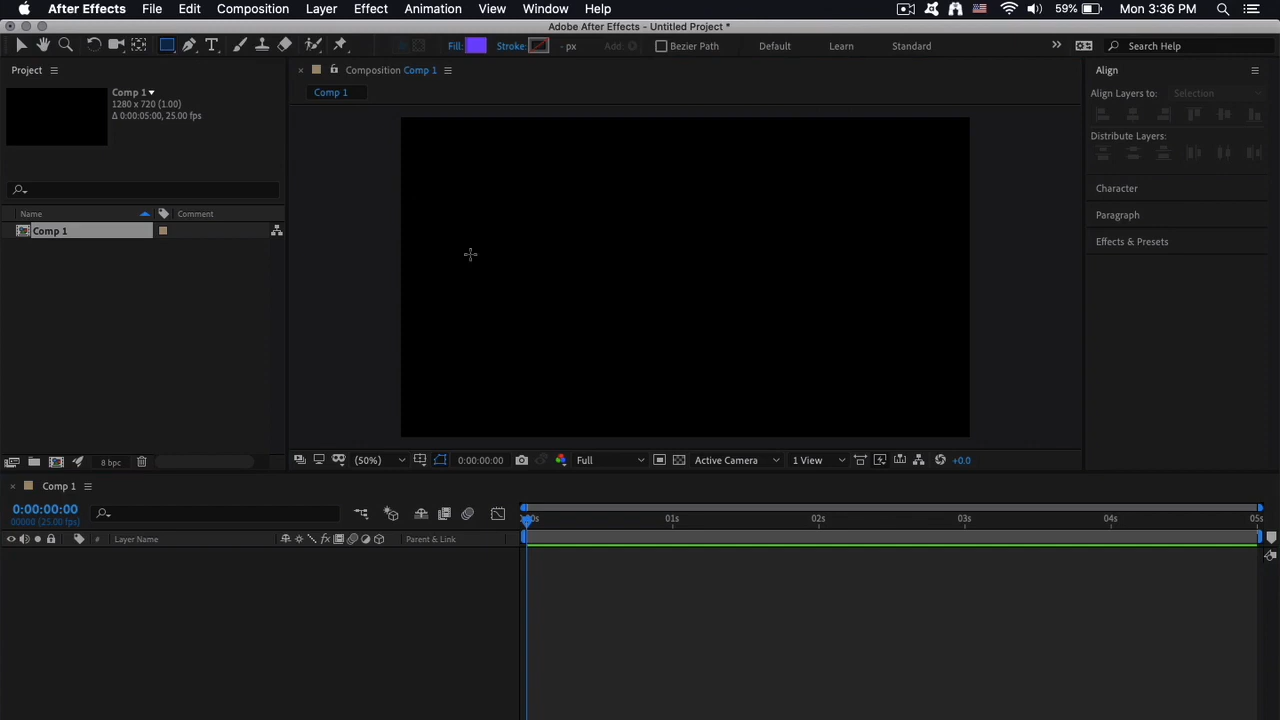 After Effects File Edit Composition Layer Effect Animation View Window Help 59% Mon 3:36 PM
Adobe After Effects - Untitled Project *
Fill: Stroke: - px Add: Bezier Path Default Learn Standard Search Help
Project
Composition Comp 1
Align
Comp 1
1280 x 720 (1.00)
Δ 0:00:05:00, 25.00 fps
Comp 1
Align Layers to: Selection
Distribute Layers:
Character
Paragraph
Effects & Presets
Name Comment
Comp 1
8 bpc
(50%) 0:00:00:00 Full Active Camera 1 View +0.0
Comp 1
0:00:00:00
00000 (25.00 fps)
01s 02s 03s 04s 05s
# Layer Name Parent & Link